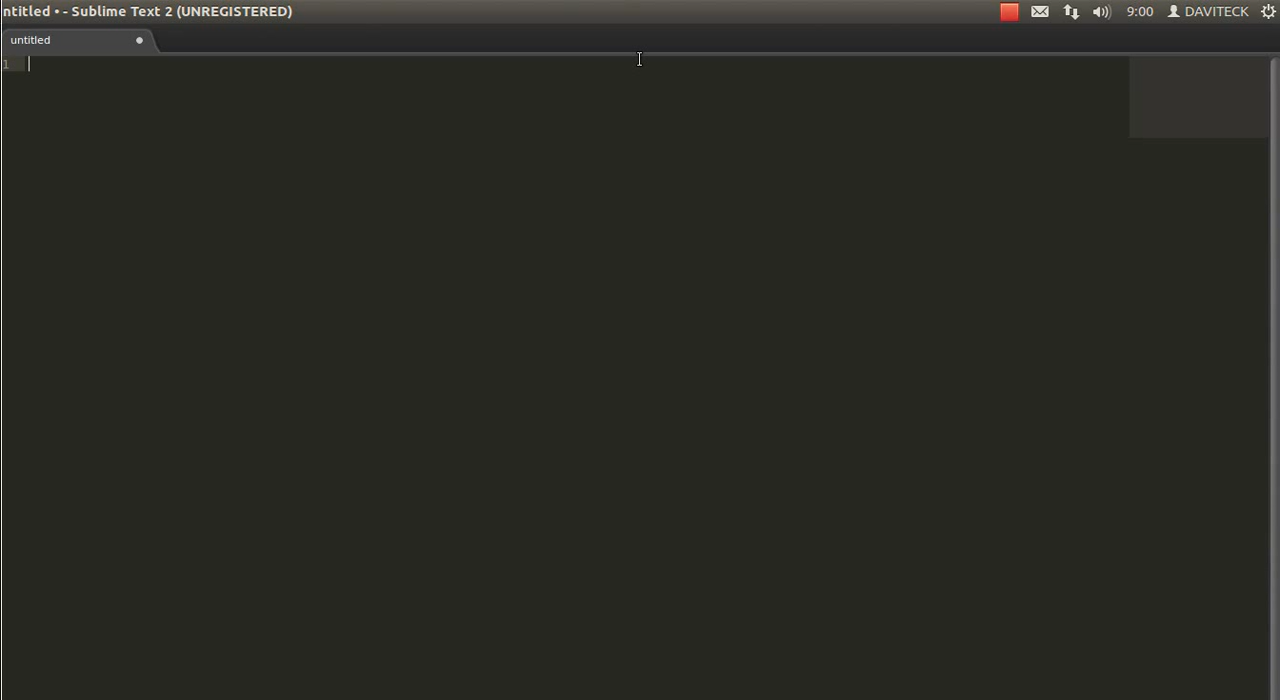 ntitled • - Sublime Text 2 (UNREGISTERED)
9:00 DAVITECK
untitled
1